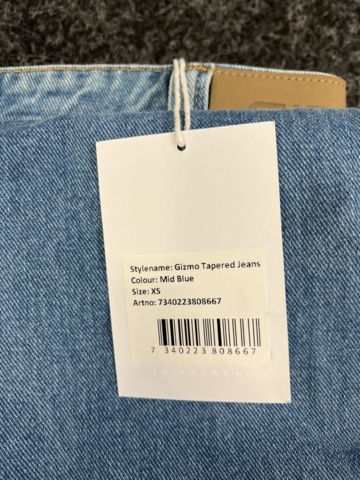 Stylename: Gizmo Tapered Jeans
Colour: Mid Blue
Size: XS
Artno: 7340223808667
7 340223 808667